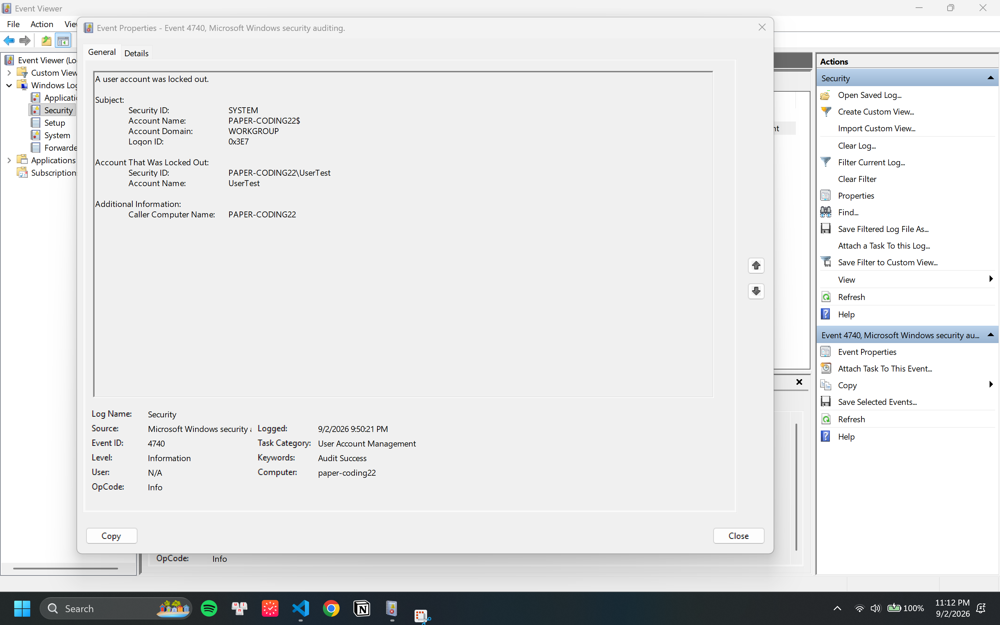 Event Viewer
File Action
Event Properties - Event 4740, Microsoft Windows security auditing.
General Details
Event Viewer
Custom View
Windows
Security
Setup
System
Applications
A user account was locked out.
Subject:
Security ID: SYSTEM
Account Name: PAPER-CODING22$
Account Domain: WORKGROUP
Logon ID: 0x3E7
Account That Was Locked Out:
Security ID: PAPER-CODING22\UserTest
Account Name: UserTest
Additional Information:
Caller Computer Name: PAPER-CODING22
Log Name: Security
Source: Microsoft Windows security Logged: 9/2/2026 9:50:21 PM
Event ID: 4740 Task Category: User Account Management
Level: Information Keywords: Audit Success
User: N/A Computer: paper-coding22
OpCode: Info
Copy Close
OpCode: Info
Actions
Security
Open Saved Log...
Create Custom View...
Import Custom View...
Clear Log...
Filter Current Log...
Clear Filter
Properties
Find...
Save Filtered Log File As...
Attach a Task To this Log...
Save Filter to Custom View...
View
Refresh
Help
Event 4740, Microsoft Windows security au...
Event Properties
Attach Task To This Event...
Copy
Save Selected Events...
Refresh
Help
Search
100%
11:12 PM
9/2/2026